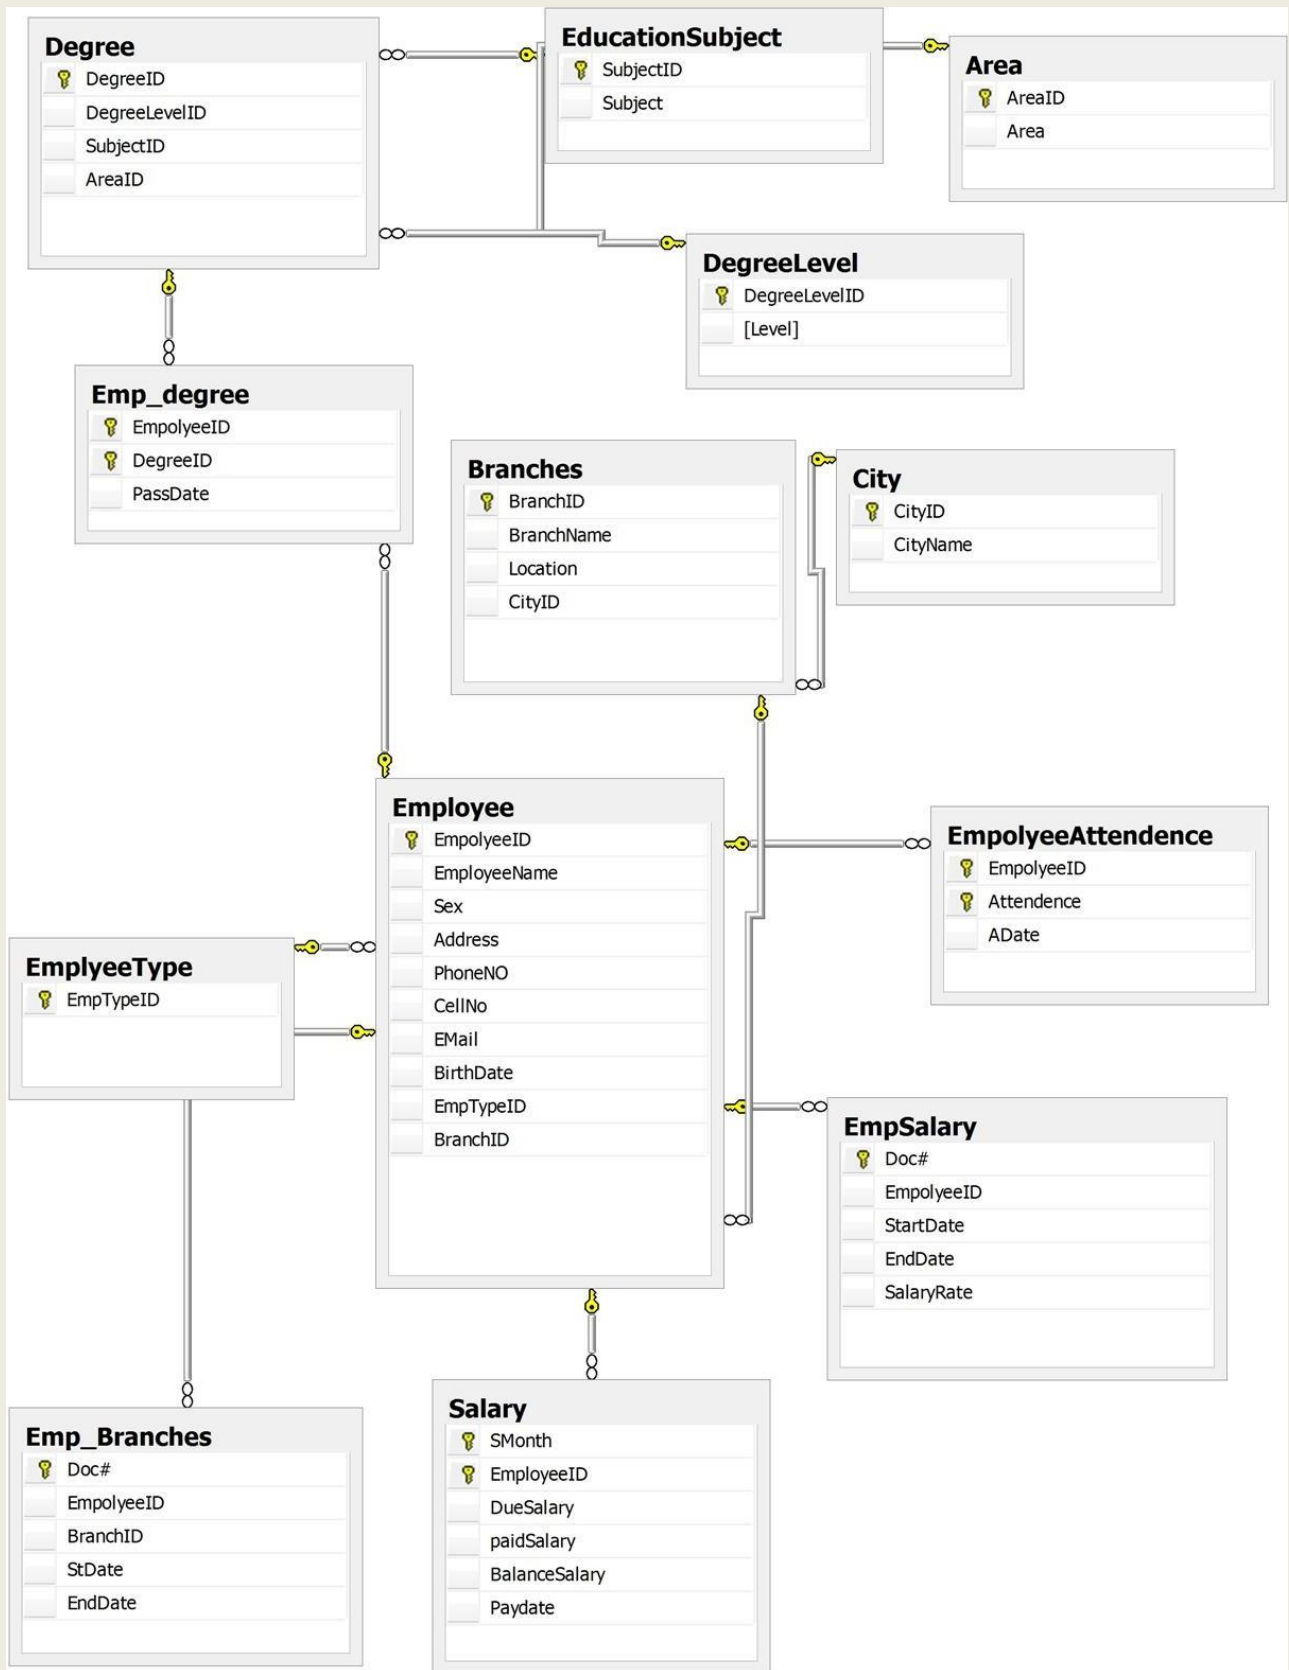 Degree
DegreeID
DegreeLevelID
SubjectID
AreaID
EducationSubject
SubjectID
Subject
Area
AreaID
Area
DegreeLevel
DegreeLevelID
[Level]
Emp_degree
EmpolyeeID
DegreeID
PassDate
Branches
BranchID
BranchName
Location
CityID
City
CityID
CityName
Employee
EmpolyeeID
EmployeeName
Sex
Address
PhoneNO
CellNo
EMail
BirthDate
EmpTypeID
BranchID
EmpolyeeAttendence
EmpolyeeID
Attendence
ADate
EmplyeeType
EmpTypeID
EmpSalary
Doc#
EmpolyeeID
StartDate
EndDate
SalaryRate
Emp_Branches
Doc#
EmpolyeeID
BranchID
StDate
EndDate
Salary
SMonth
EmployeeID
DueSalary
paidSalary
BalanceSalary
Paydate